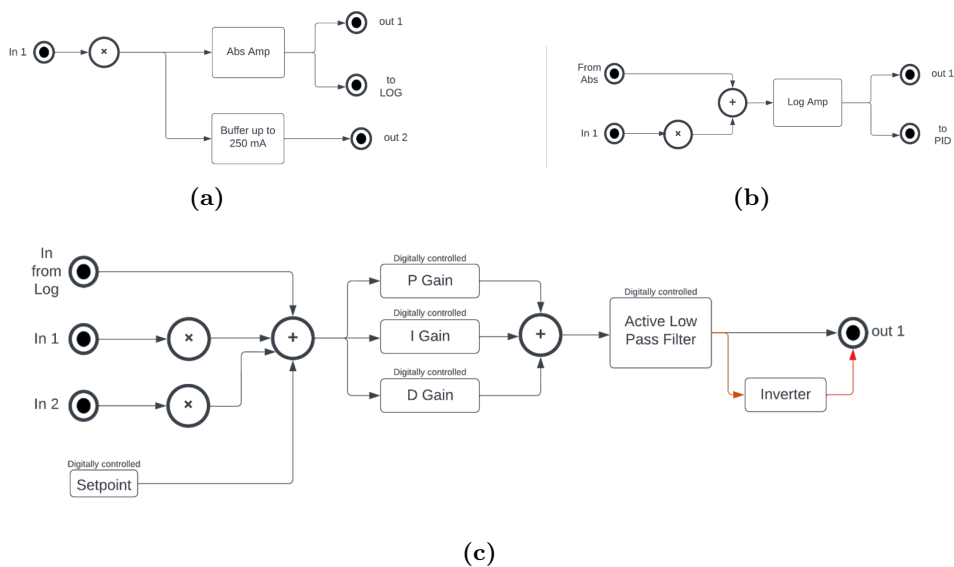 In 1
×
Abs Amp
out 1
to
LOG
Buffer up to
250 mA
out 2
(a)
From
Abs
In 1
×
+
Log Amp
out 1
to
PID
(b)
In
from
Log
In 1
×
In 2
×
Digitally controlled
Setpoint
+
Digitally controlled
P Gain
Digitally controlled
I Gain
Digitally controlled
D Gain
+
Digitally controlled
Active Low
Pass Filter
Inverter
out 1
(c)